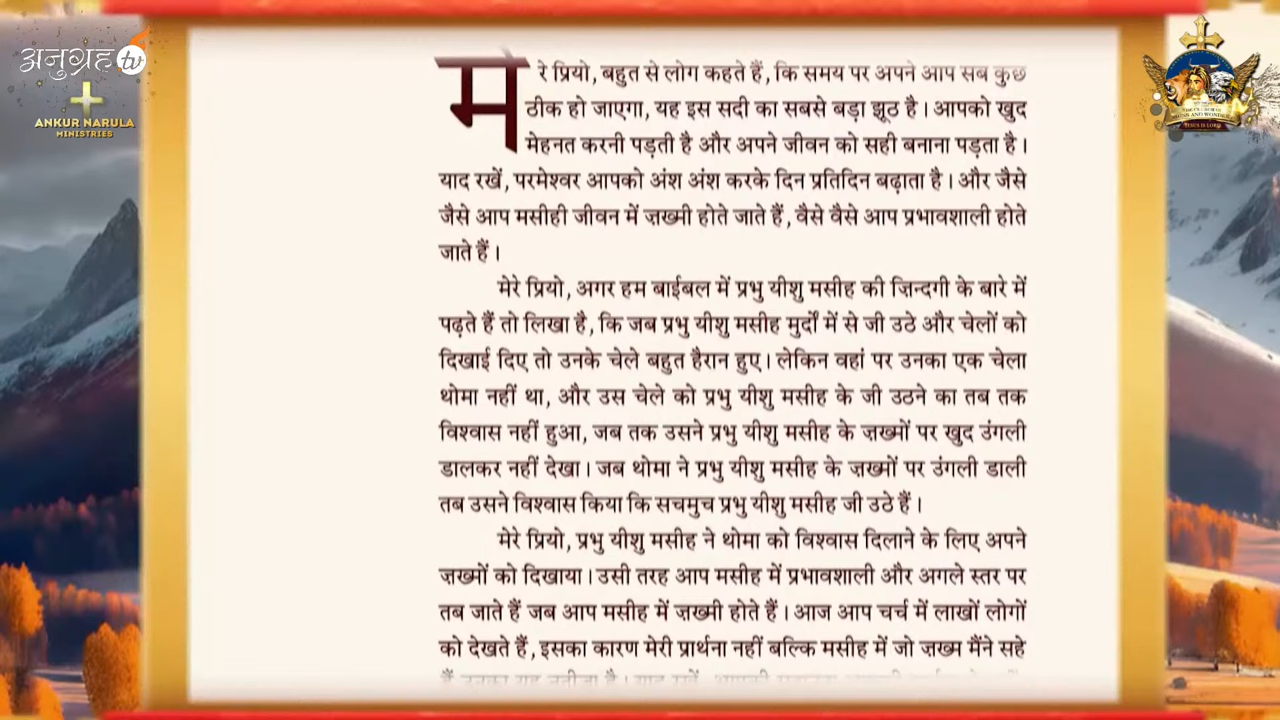 अनुग्रह tv
ANKUR NARULA
MINISTRIES
मेरे प्रियो, बहुत से लोग कहते हैं, कि समय पर अपने आप सब कुछ
ठीक हो जाएगा, यह इस सदी का सबसे बड़ा झूठ है। आपको खुद
मेहनत करनी पड़ती है और अपने जीवन को सही बनाना पड़ता है।
याद रखें, परमेश्वर आपको अंश अंश करके दिन प्रतिदिन बढ़ाता है। और जैसे
जैसे आप मसीही जीवन में ज़ख्मी होते जाते हैं, वैसे वैसे आप प्रभावशाली होते
जाते हैं।
मेरे प्रियो, अगर हम बाईबल में प्रभु यीशु मसीह की ज़िन्दगी के बारे में
पढ़ते हैं तो लिखा है, कि जब प्रभु यीशु मसीह मुर्दों में से जी उठे और चेलों को
दिखाई दिए तो उनके चेले बहुत हैरान हुए। लेकिन वहां पर उनका एक चेला
थोमा नहीं था, और उस चेले को प्रभु यीशु मसीह के जी उठने का तब तक
विश्वास नहीं हुआ, जब तक उसने प्रभु यीशु मसीह के ज़ख्मों पर खुद उंगली
डालकर नहीं देखा। जब थोमा ने प्रभु यीशु मसीह के ज़ख्मों पर उंगली डाली
तब उसने विश्वास किया कि सचमुच प्रभु यीशु मसीह जी उठे हैं।
मेरे प्रियो, प्रभु यीशु मसीह ने थोमा को विश्वास दिलाने के लिए अपने
ज़ख्मों को दिखाया। उसी तरह आप मसीह में प्रभावशाली और अगले स्तर पर
तब जाते हैं जब आप मसीह में ज़ख्मी होते हैं। आज आप चर्च में लाखों लोगों
को देखते हैं, इसका कारण मेरी प्रार्थना नहीं बल्कि मसीह में जो ज़ख्म मैंने सहे
JESUS IS LORD